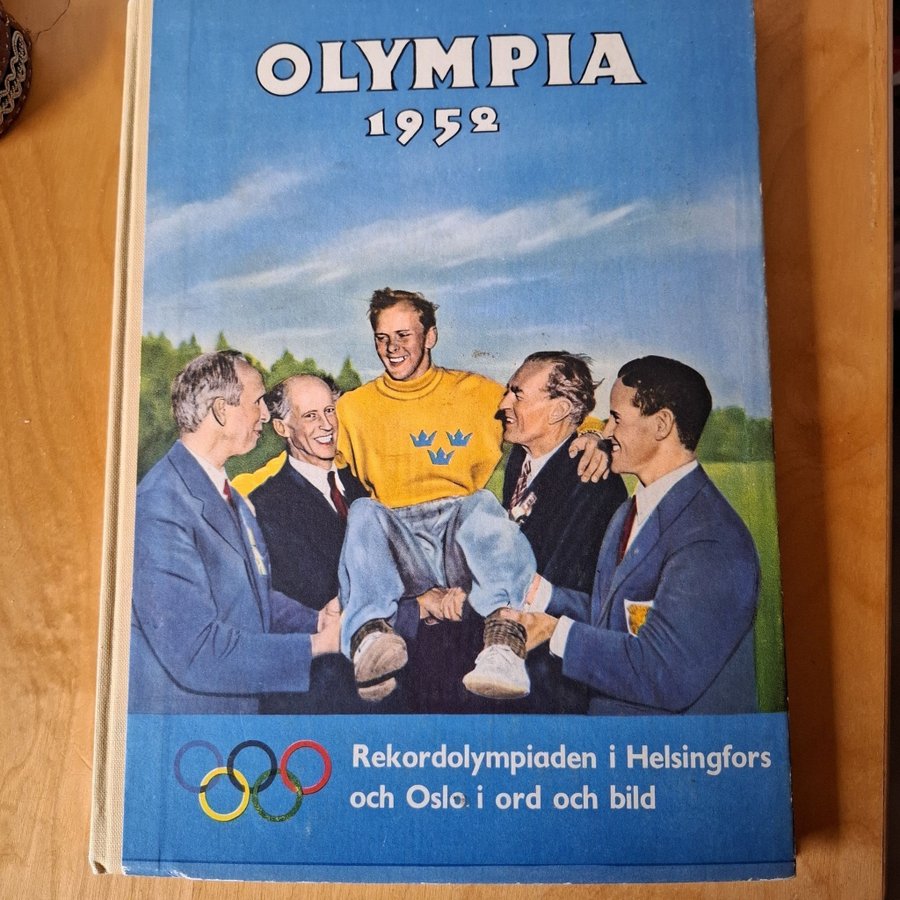 OLYMPIA
1952
Rekordolympiaden i Helsingfors
och Oslo i ord och bild